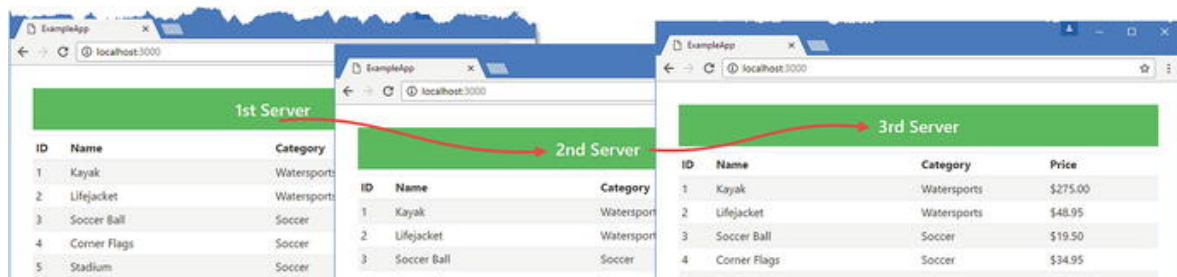 ExampleApp
localhost:3000
1st Server
ID Name Category
1 Kayak Watersports
2 Lifejacket Watersports
3 Soccer Ball Soccer
4 Corner Flags Soccer
5 Stadium Soccer
ExampleApp
localhost:3000
2nd Server
ID Name Category
1 Kayak Watersport
2 Lifejacket Watersport
3 Soccer Ball Soccer
ExampleApp
localhost:3000
3rd Server
ID Name Category Price
1 Kayak Watersports $275.00
2 Lifejacket Watersports $48.95
3 Soccer Ball Soccer $19.50
4 Corner Flags Soccer $34.95